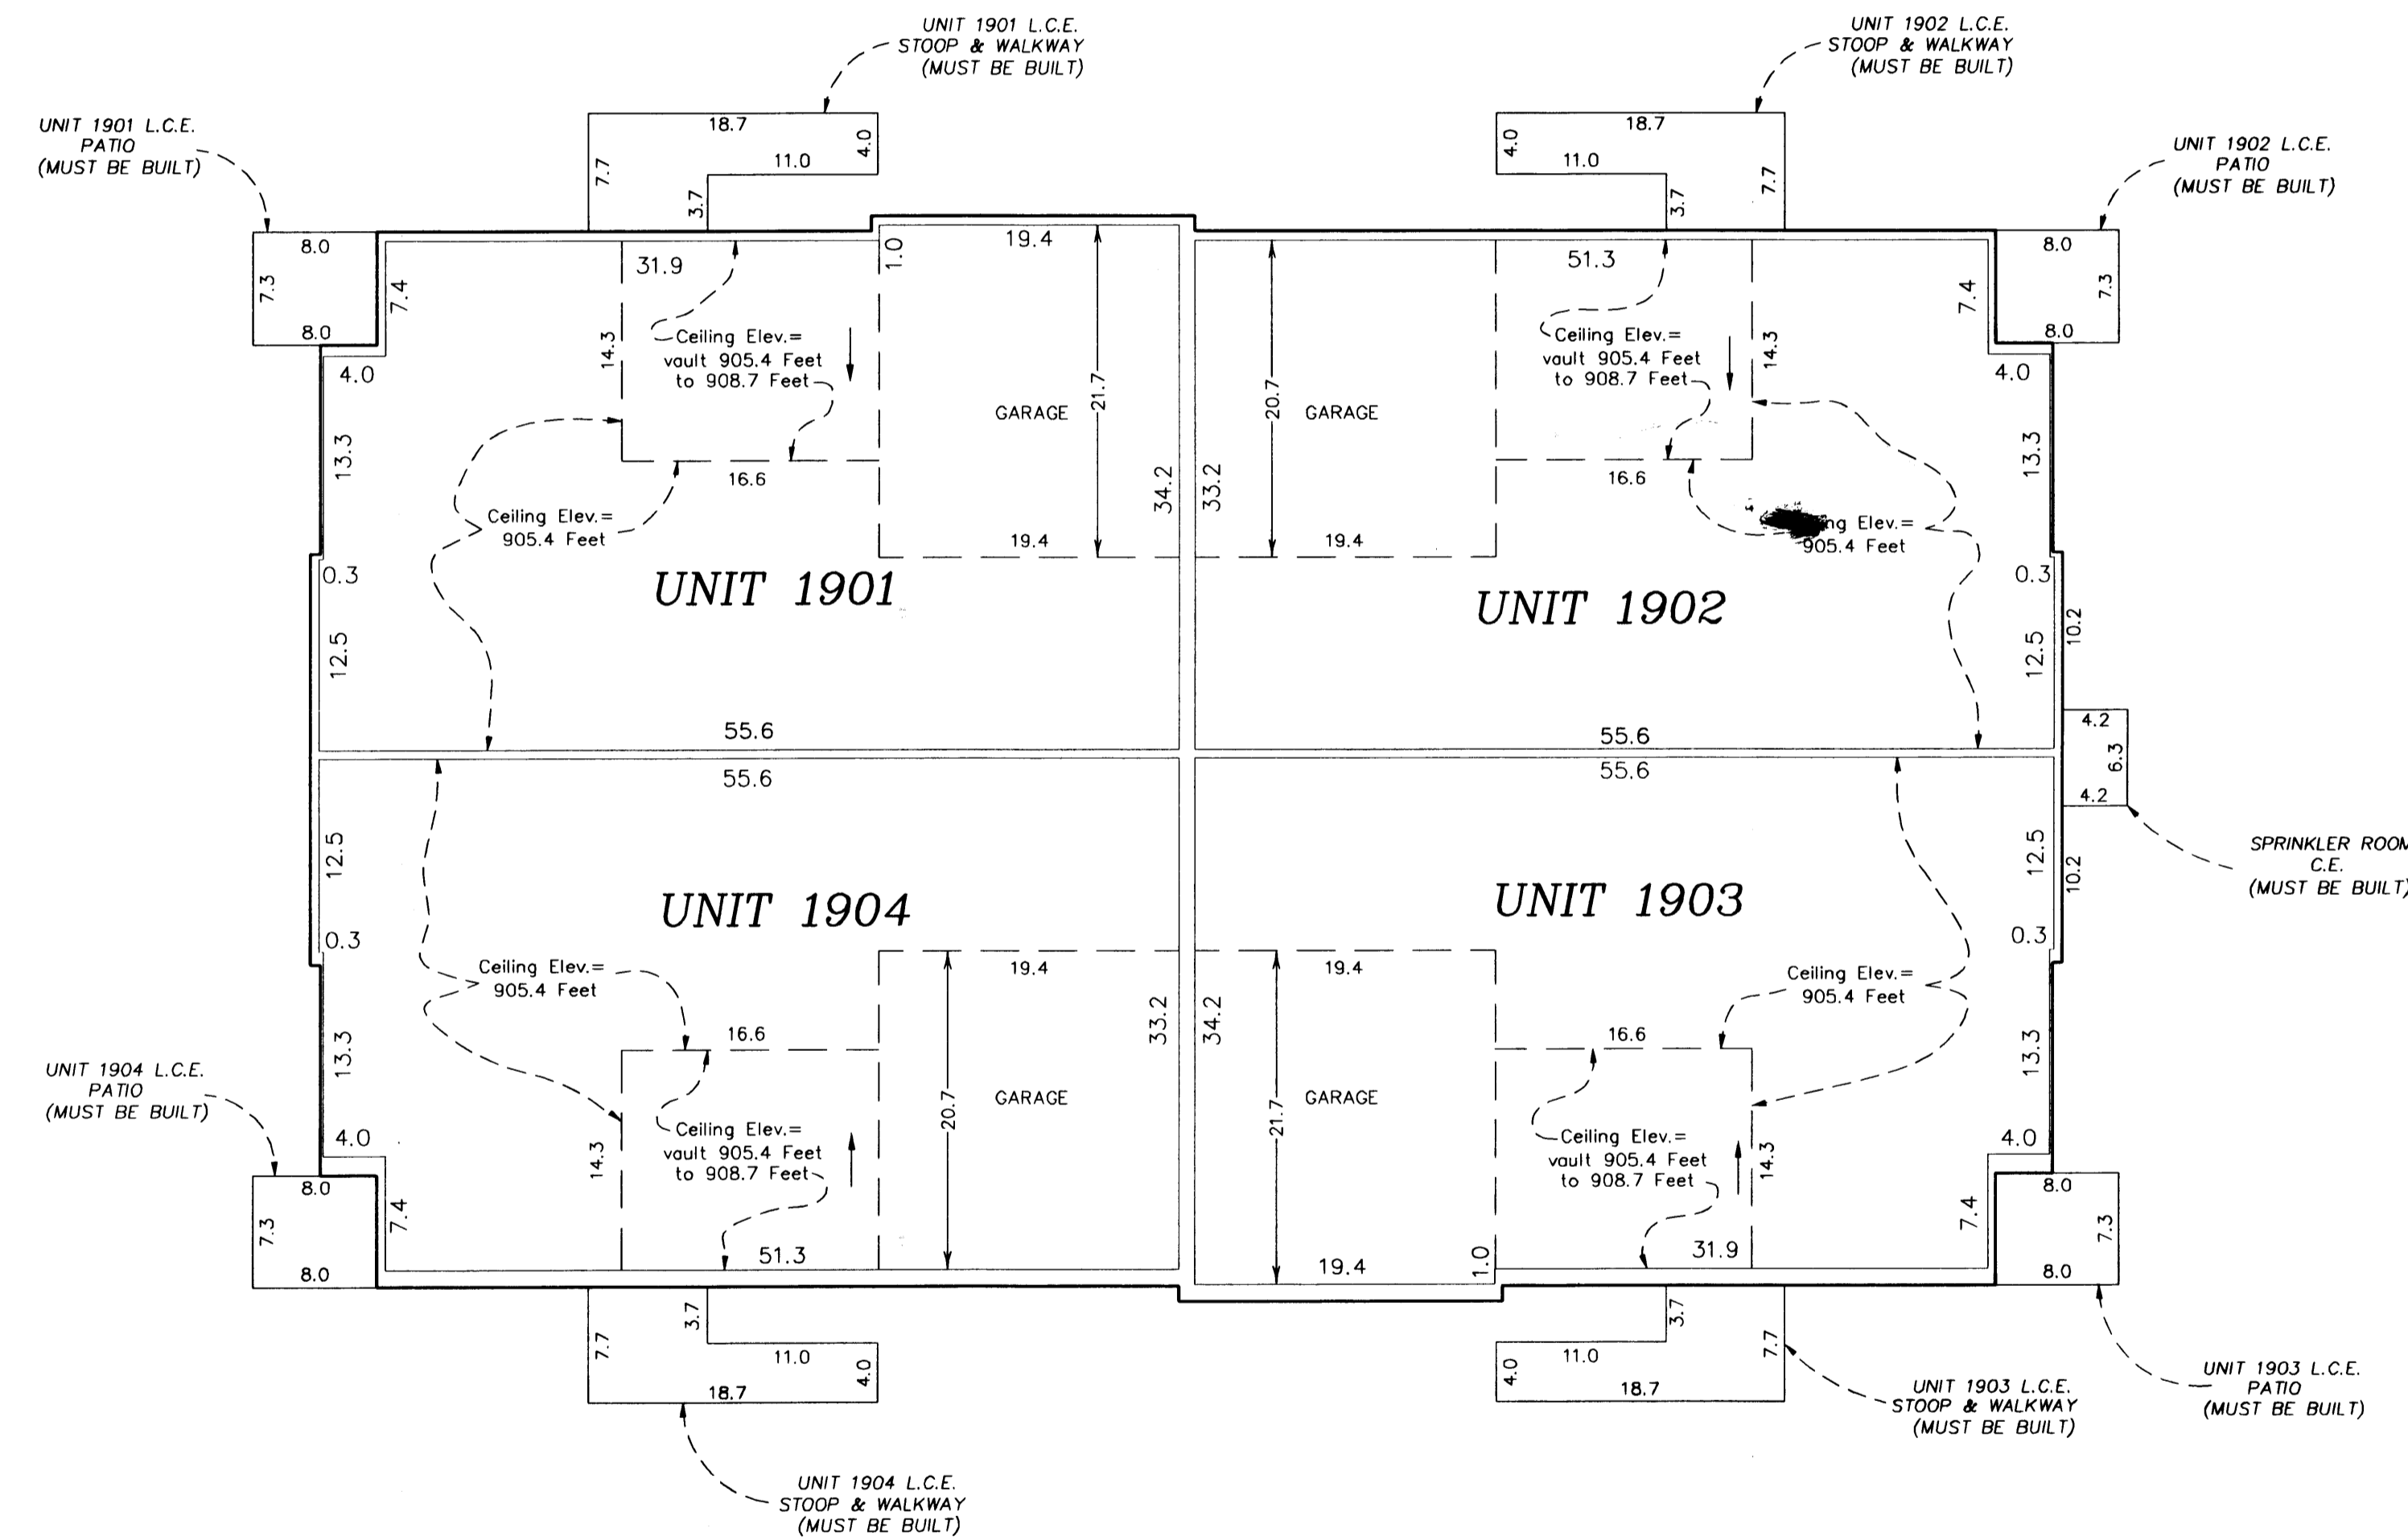 UNIT 1901 L.C.E.
STOOP & WALKWAY
(MUST BE BUILT)
UNIT 1902 L.C.E.
STOOP & WALKWAY
(MUST BE BUILT)
UNIT 1901 L.C.E.
PATIO
(MUST BE BUILT)
UNIT 1902 L.C.E.
PATIO
(MUST BE BUILT)
18.7
4.0
11.0
7.7
3.7
18.7
4.0
11.0
7.7
3.7
8.0
7.3
8.0
7.4
31.9
1.0
19.4
51.3
7.4
8.0
7.3
8.0
4.0
14.3
Ceiling Elev.=
vault 905.4 Feet
to 908.7 Feet
21.7
GARAGE
20.7
GARAGE
Ceiling Elev.=
vault 905.4 Feet
to 908.7 Feet
14.3
4.0
13.3
16.6
34.2
33.2
16.6
13.3
Ceiling Elev.=
905.4 Feet
19.4
19.4
Elev.=
905.4 Feet
0.3
UNIT 1901
UNIT 1902
0.3
12.5
12.5
10.2
55.6
55.6
55.6
55.6
4.2
6.3
4.2
SPRINKLER ROOM
C.E.
(MUST BE BUILT)
12.5
12.5
10.2
UNIT 1904
UNIT 1903
0.3
0.3
Ceiling Elev.=
905.4 Feet
19.4
19.4
Ceiling Elev.=
905.4 Feet
13.3
16.6
33.2
34.2
16.6
13.3
UNIT 1904 L.C.E.
PATIO
(MUST BE BUILT)
4.0
14.3
Ceiling Elev.=
vault 905.4 Feet
to 908.7 Feet
20.7
GARAGE
21.7
GARAGE
Ceiling Elev.=
vault 905.4 Feet
to 908.7 Feet
14.3
4.0
8.0
7.3
8.0
7.4
51.3
19.4
1.0
31.9
7.4
8.0
7.3
8.0
7.7
3.7
11.0
4.0
18.7
3.7
7.7
11.0
4.0
18.7
UNIT 1903 L.C.E.
STOOP & WALKWAY
(MUST BE BUILT)
UNIT 1903 L.C.E.
PATIO
(MUST BE BUILT)
UNIT 1904 L.C.E.
STOOP & WALKWAY
(MUST BE BUILT)